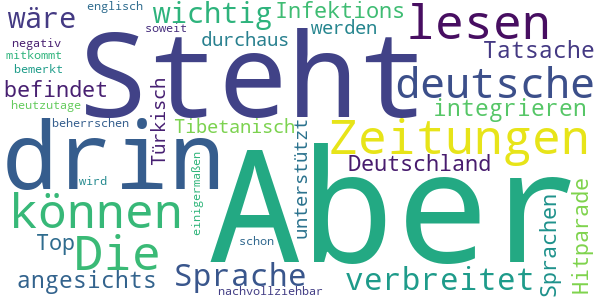 englisch
wäre
wichtig
Infektions
lesen
soweit
negativ
Steht
durchaus
werden
Tatsache
mitkommt
bemerkt
befindet
deutsche
heutzutage
Türkisch
integrieren
beherrschen
drin
Tibetanisch
unterstützt
Zeitungen
Aber
Deutschland
einigermaßen
wird
können
Sprachen
Hitparade
Top
Die
schon
angesichts
Sprache
verbreitet
nachvollziehbar